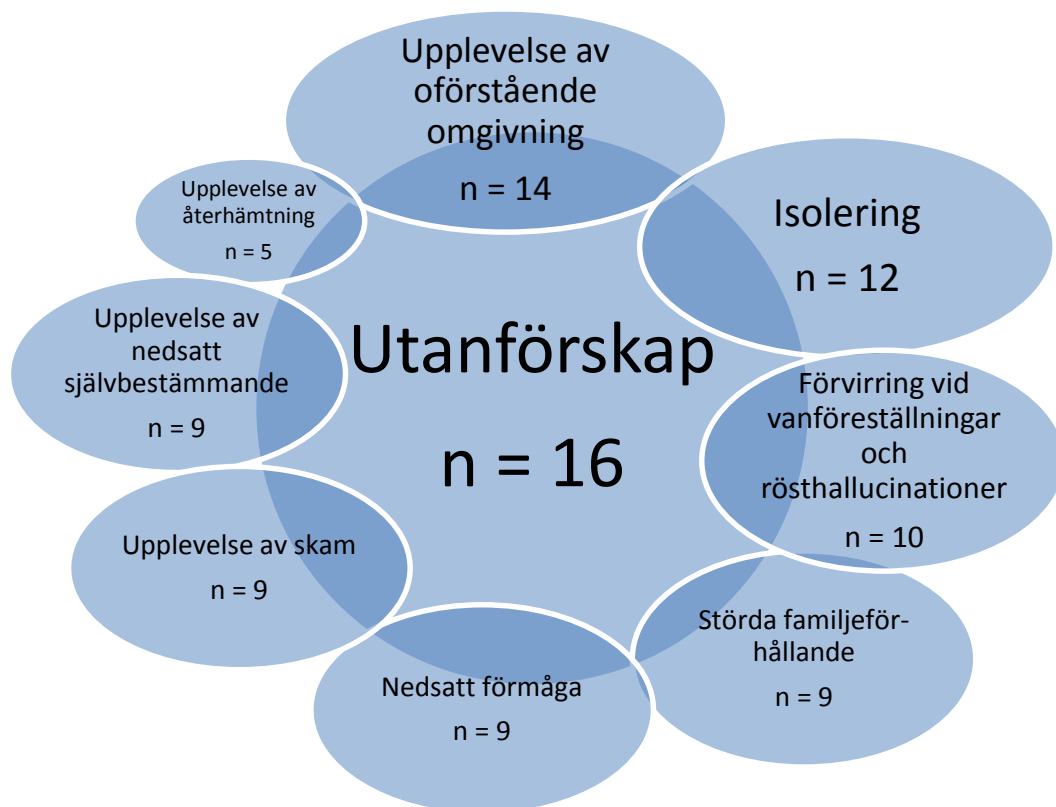 Upplevelse av
oförstående
omgivning
n = 14
Isolering
n = 12
Förvirring vid
vanföreställningar
och
rösthallucinationer
n = 10
Störda familjeför-
hållande
n = 9
Nedsatt förmåga
n = 9
Upplevelse av skam
n = 9
Upplevelse av
nedsatt
självbestämmande
n = 9
Upplevelse av
återhämtning
n = 5
Utanförskap
n = 16